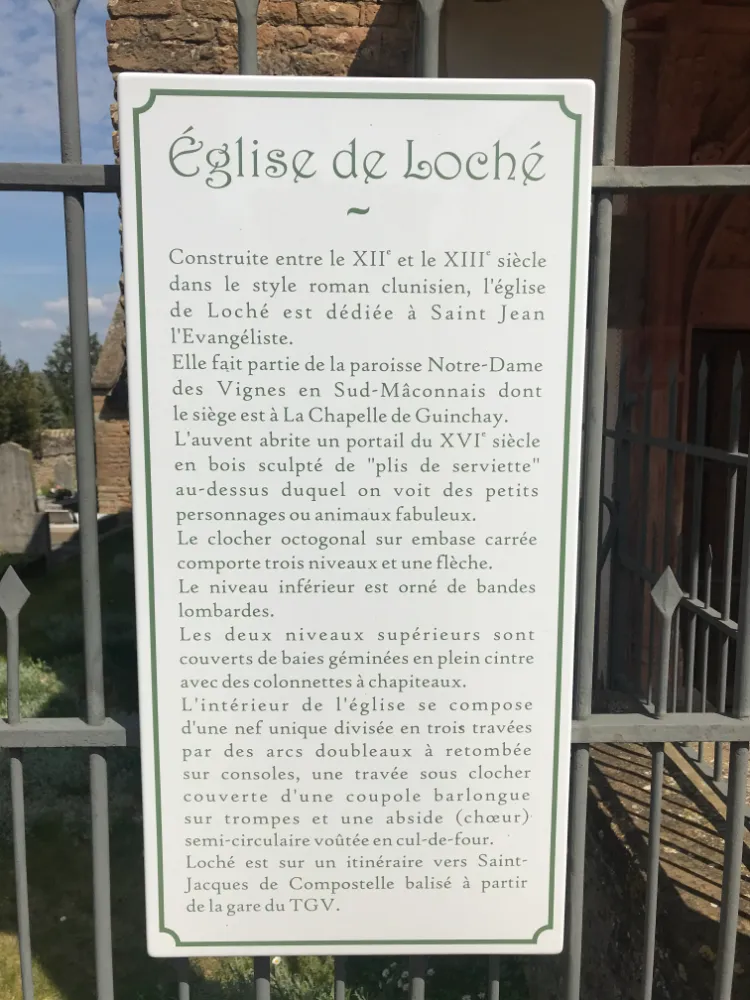 Église de Loché
~
Construite entre le XIIe et le XIIIe siècle
dans le style roman clunisien, l'église
de Loché est dédiée à Saint Jean
l'Evangéliste.
Elle fait partie de la paroisse Notre-Dame
des Vignes en Sud-Mâconnais dont
le siège est à La Chapelle de Guinchay.
L'auvent abrite un portail du XVIe siècle
en bois sculpté de "plis de serviette"
au-dessus duquel on voit des petits
personnages ou animaux fabuleux.
Le clocher octogonal sur embase carrée
comporte trois niveaux et une flèche.
Le niveau inférieur est orné de bandes
lombardes.
Les deux niveaux supérieurs sont
couverts de baies géminées en plein cintre
avec des colonnettes à chapiteaux.
L'intérieur de l'église se compose
d'une nef unique divisée en trois travées
par des arcs doubleaux à retombée
sur consoles, une travée sous clocher
couverte d'une coupole barlongue
sur trompes et une abside (chœur)
semi-circulaire voûtée en cul-de-four.
Loché est sur un itinéraire vers Saint-
Jacques de Compostelle balisé à partir
de la gare du TGV.